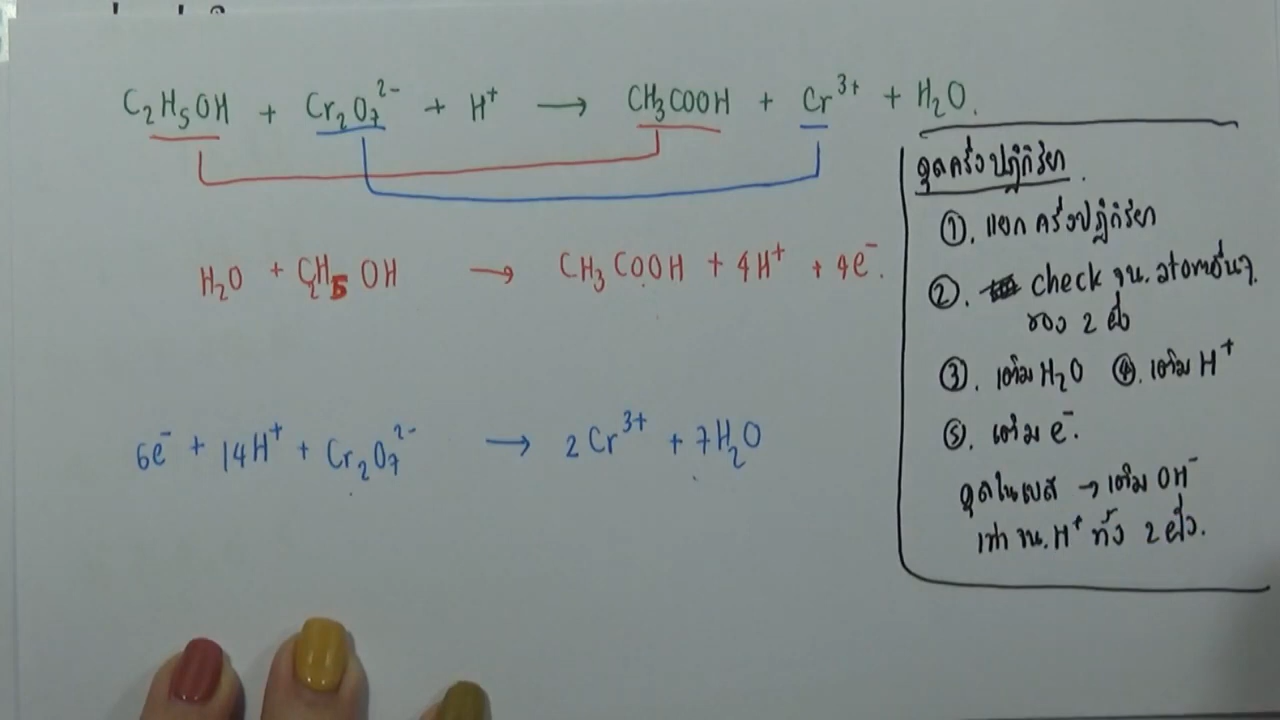 C₂H₅OH + Cr₂O₇²⁻ + H⁺ ⟶ CH₃COOH + Cr³⁺ + H₂O.
H₂O + C₂H₅OH ⟶ CH₃COOH + 4H⁺ + 4e⁻.
6e⁻ + 14H⁺ + Cr₂O₇²⁻ ⟶ 2Cr³⁺ + 7H₂O
ดุลครึ่งปฏิกิริยา.
①. แยกครึ่งปฏิกิริยา
②. check จน. atomอื่นๆ
ของ 2 ฝั่ง
③. เติม H₂O ④. เติม H⁺
⑤. เติม e⁻.
ดุลในเบส → เติม OH⁻
เท่า จน. H⁺ ทั้ง 2 ฝั่ง.